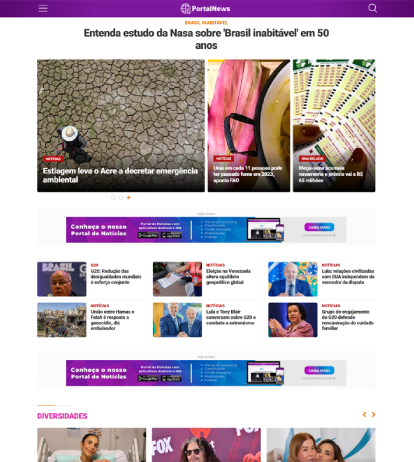 PortalNews
BRASIL INABITÁVEL
Entenda estudo da Nasa sobre 'Brasil inabitável' em 50
anos
NOTÍCIAS
Estiagem leva o Acre a decretar emergência
ambiental
NOTÍCIAS
Uma em cada 11 pessoas pode
ter passado fome em 2023,
aponta FAO
Mega-Sena acumula
novamente e prêmio vai a R$
65 milhões
Conheça o nosso
Portal de Notícias
SAIBA MAIS!
G20
G20: Redução das
desigualdades mundiais
é esforço conjunto
NOTÍCIAS
Eleição na Venezuela
altera equilíbrio
geopolítico global
NOTÍCIAS
Lula: relações civilizadas
com EUA independem do
vencedor da disputa
NOTÍCIAS
União entre Hamas e
Fatah é resposta a
genocídio, diz
embaixador
NOTÍCIAS
Lula e Tony Blair
conversam sobre G20 e
combate a extremismo
NOTÍCIAS
Grupo de engajamento
do G20 defende
remuneração do cuidado
familiar
Conheça o nosso
Portal de Notícias
SAIBA MAIS!
DIVERSIDADES
FOX